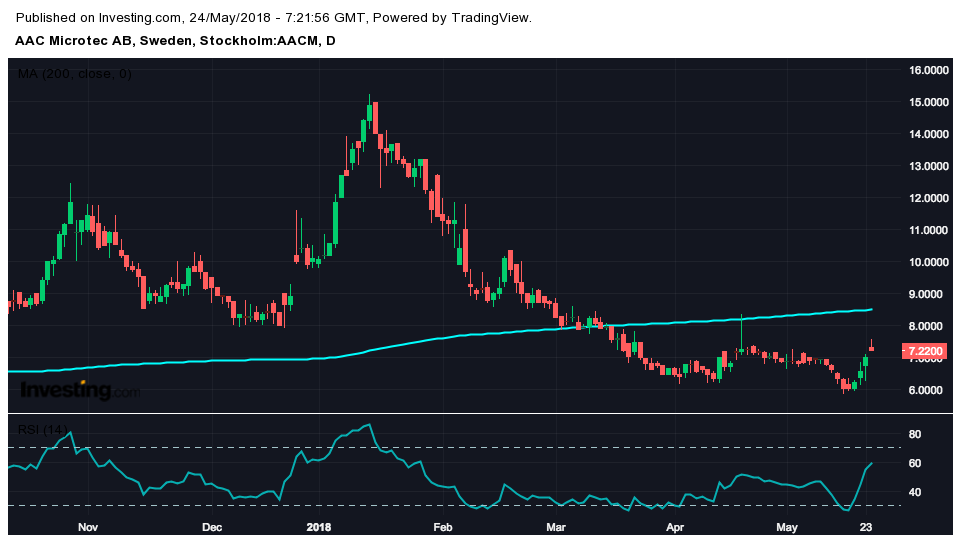 Published on Investing.com, 24/May/2018 - 7:21:56 GMT, Powered by TradingView.
AAC Microtec AB, Sweden, Stockholm:AACM, D
MA (200, close, 0)
16.0000
15.0000
14.0000
13.0000
12.0000
11.0000
10.0000
9.0000
8.0000
7.2200
7.0000
6.0000
Investing.com
RSI (14)
80
60
40
Nov Dec 2018 Feb Mar Apr May 23